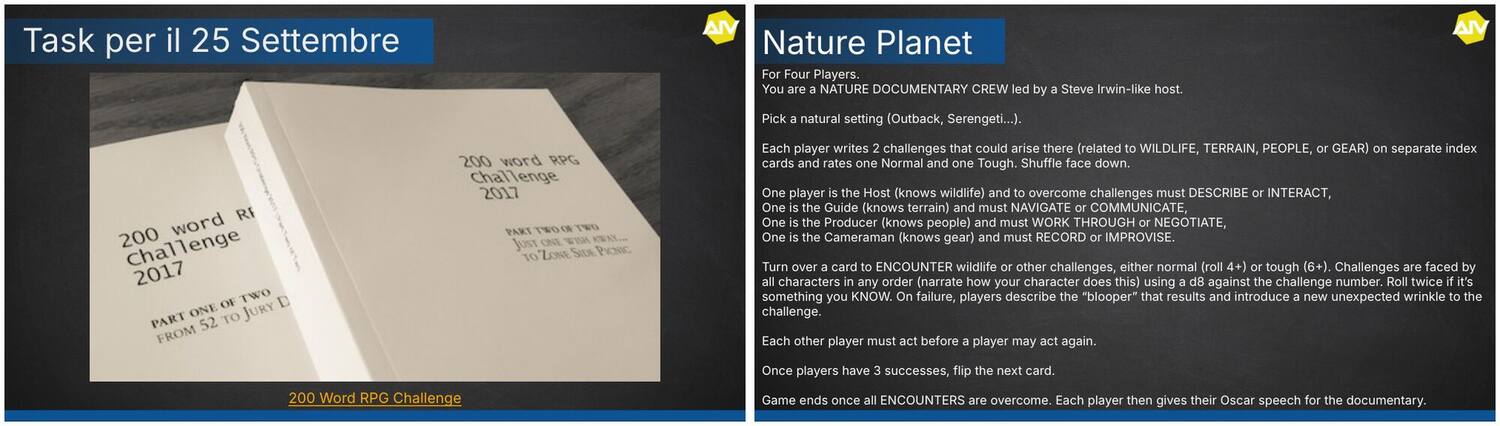 Task per il 25 Settembre
AIV
200 word RPG
Challenge
2017
PART TWO OF TWO
JUST ONE WISH AWAY...
TO ZONE SIDE PICNIC
200 word RP
Challenge
2017
PART ONE OF TWO
FROM 52 TO JURY D
200 Word RPG Challenge
Nature Planet
AIV
For Four Players.
You are a NATURE DOCUMENTARY CREW led by a Steve Irwin-like host.
Pick a natural setting (Outback, Serengeti...).
Each player writes 2 challenges that could arise there (related to WILDLIFE, TERRAIN, PEOPLE, or GEAR) on separate index
cards and rates one Normal and one Tough. Shuffle face down.
One player is the Host (knows wildlife) and to overcome challenges must DESCRIBE or INTERACT,
One is the Guide (knows terrain) and must NAVIGATE or COMMUNICATE,
One is the Producer (knows people) and must WORK THROUGH or NEGOTIATE,
One is the Cameraman (knows gear) and must RECORD or IMPROVISE.
Turn over a card to ENCOUNTER wildlife or other challenges, either normal (roll 4+) or tough (6+). Challenges are faced by
all characters in any order (narrate how your character does this) using a d8 against the challenge number. Roll twice if it's
something you KNOW. On failure, players describe the “blooper” that results and introduce a new unexpected wrinkle to the
challenge.
Each other player must act before a player may act again.
Once players have 3 successes, flip the next card.
Game ends once all ENCOUNTERS are overcome. Each player then gives their Oscar speech for the documentary.